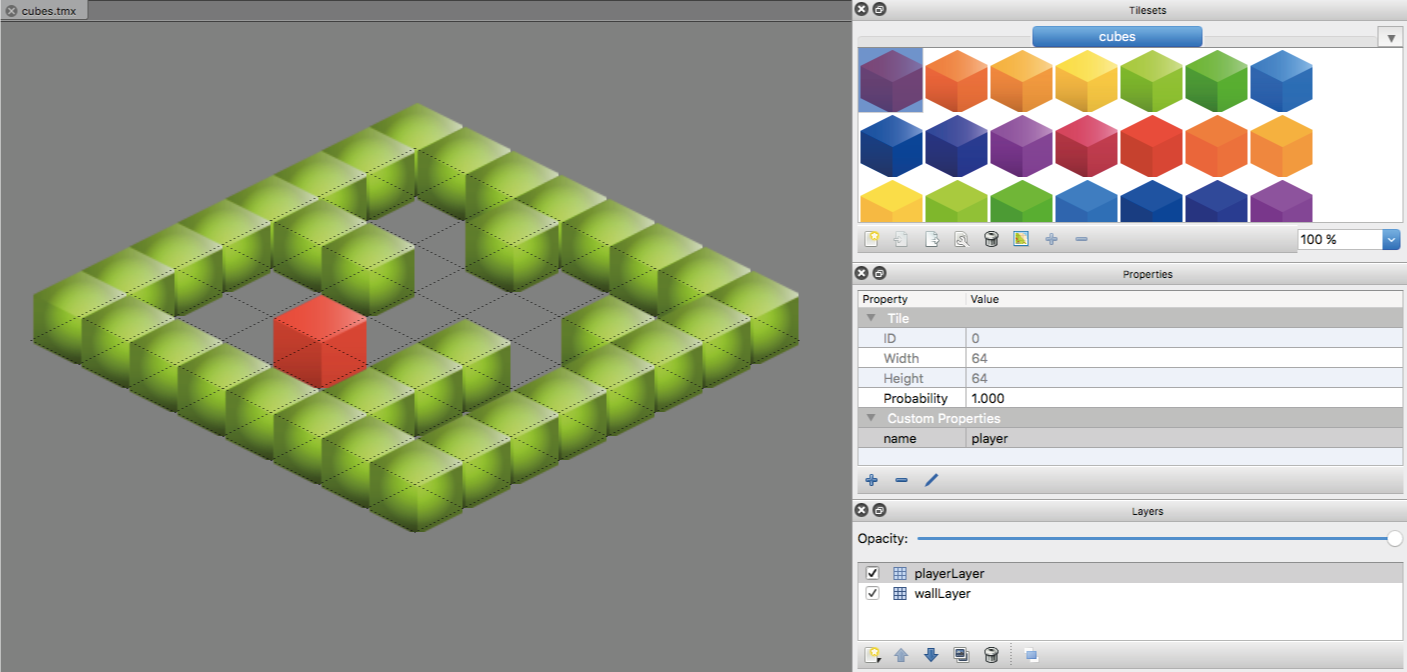 cubes.tmx
Tilesets
cubes
100 %
Properties
Property Value
Tile
ID 0
Width 64
Height 64
Probability 1.000
Custom Properties
name player
Layers
Opacity:
playerLayer
wallLayer